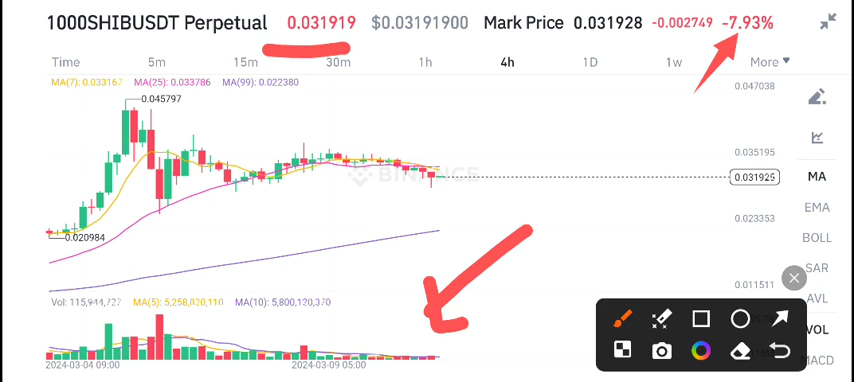 1000SHIBUSDT Perpetual 0.031919 $0.03191900 Mark Price 0.031928 -0.002749 -7.93%
Time 5m 15m 30m 1h 4h 1D 1w More
MA(7): 0.033167 MA(25): 0.033786 MA(99): 0.022380
0.047038
0.045797
0.035195
MA
BINANCE
0.031925
EMA
0.023353
BOLL
0.020984
SAR
0.011511
AVL
Vol: 115,944,727 MA(5): 5,258,020,110 MA(10): 5,800,120,370
VOL
MACD
2024-03-04 09:00 2024-03-09 05:00